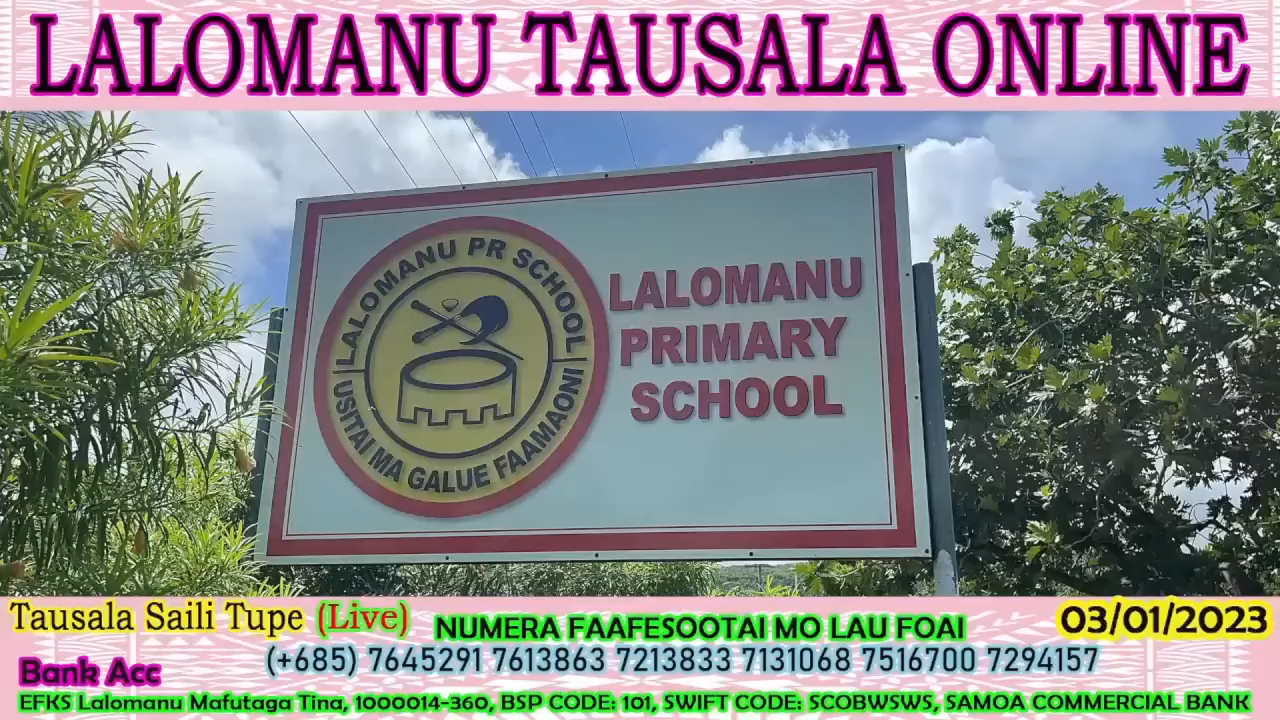 LALOMANU TAUSALA ONLINE
LALOMANU PR SCHOOL
USITAI MA GALUE FAAMAONI
LALOMANU
PRIMARY
SCHOOL
Tausala Saili Tupe (Live)
NUMERA FAAFESOOTAI MO LAU FOAI
03/01/2023
(+685) 7645291 7613863 7213833 7131068 7516700 7294157
Bank Acc
EFKS Lalomanu Mafutaga Tina, 1000014-360, BSP CODE: 101, SWIFT CODE: SCOBWSWS, SAMOA COMMERCIAL BANK